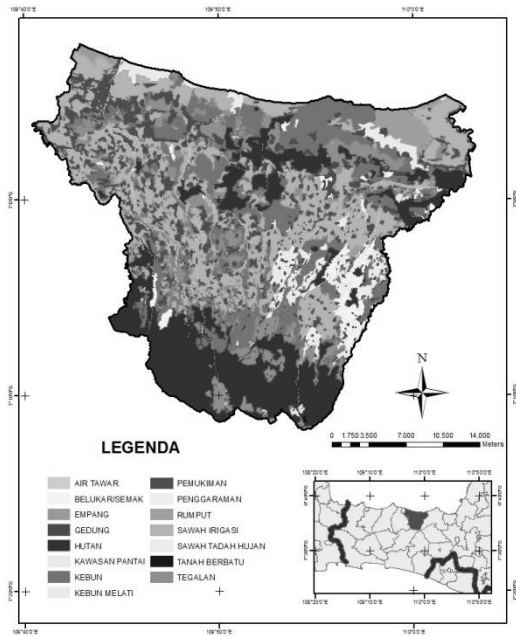 109°40'0"E 109°50'0"E 110°0'0"E
N
0 1.750 3.500 7.000 10.500 14.000
Meters
LEGENDA
AIR TAWAR
BELUKAR/SEMAK
EMPANG
GEDUNG
HUTAN
KAWASAN PANTAI
KEBUN
KEBUN MELATI
PEMUKIMAN
PENGGARAMAN
RUMPUT
SAWAH IRIGASI
SAWAH TADAH HUJAN
TANAH BERBATU
TEGALAN
109°40'0"E 109°50'0"E 110°0'0"E